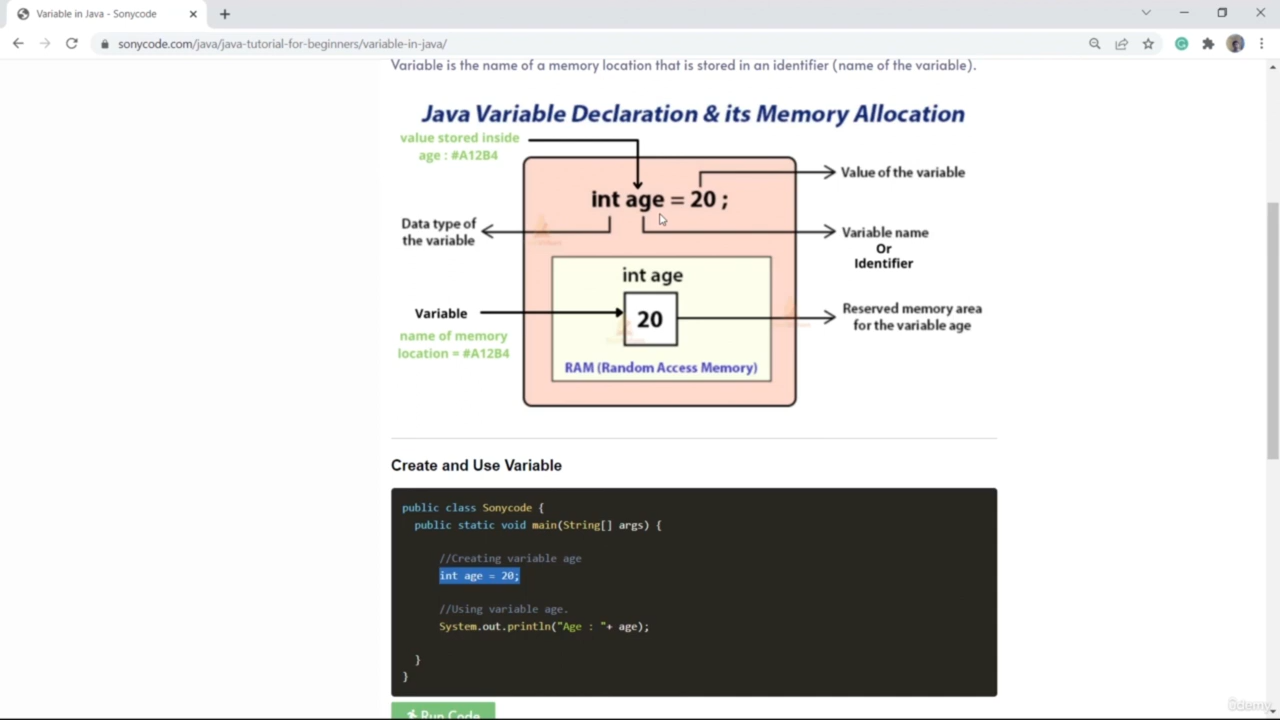 Variable in Java - Sonycode
sonycode.com/java/java-tutorial-for-beginners/variable-in-java/
Variable is the name of a memory location that is stored in an identifier (name of the variable).
Java Variable Declaration & its Memory Allocation
value stored inside
age : #A12B4
Value of the variable
int age = 20 ;
Data type of
the variable
Variable name
Or
Identifier
int age
Variable
20
Reserved memory area
for the variable age
name of memory
location = #A12B4
RAM (Random Access Memory)
Create and Use Variable
public class Sonycode {
public static void main(String[] args) {
//Creating variable age
int age = 20;
//Using variable age.
System.out.println("Age : "+ age);
}
}
Run Code
ûdemy